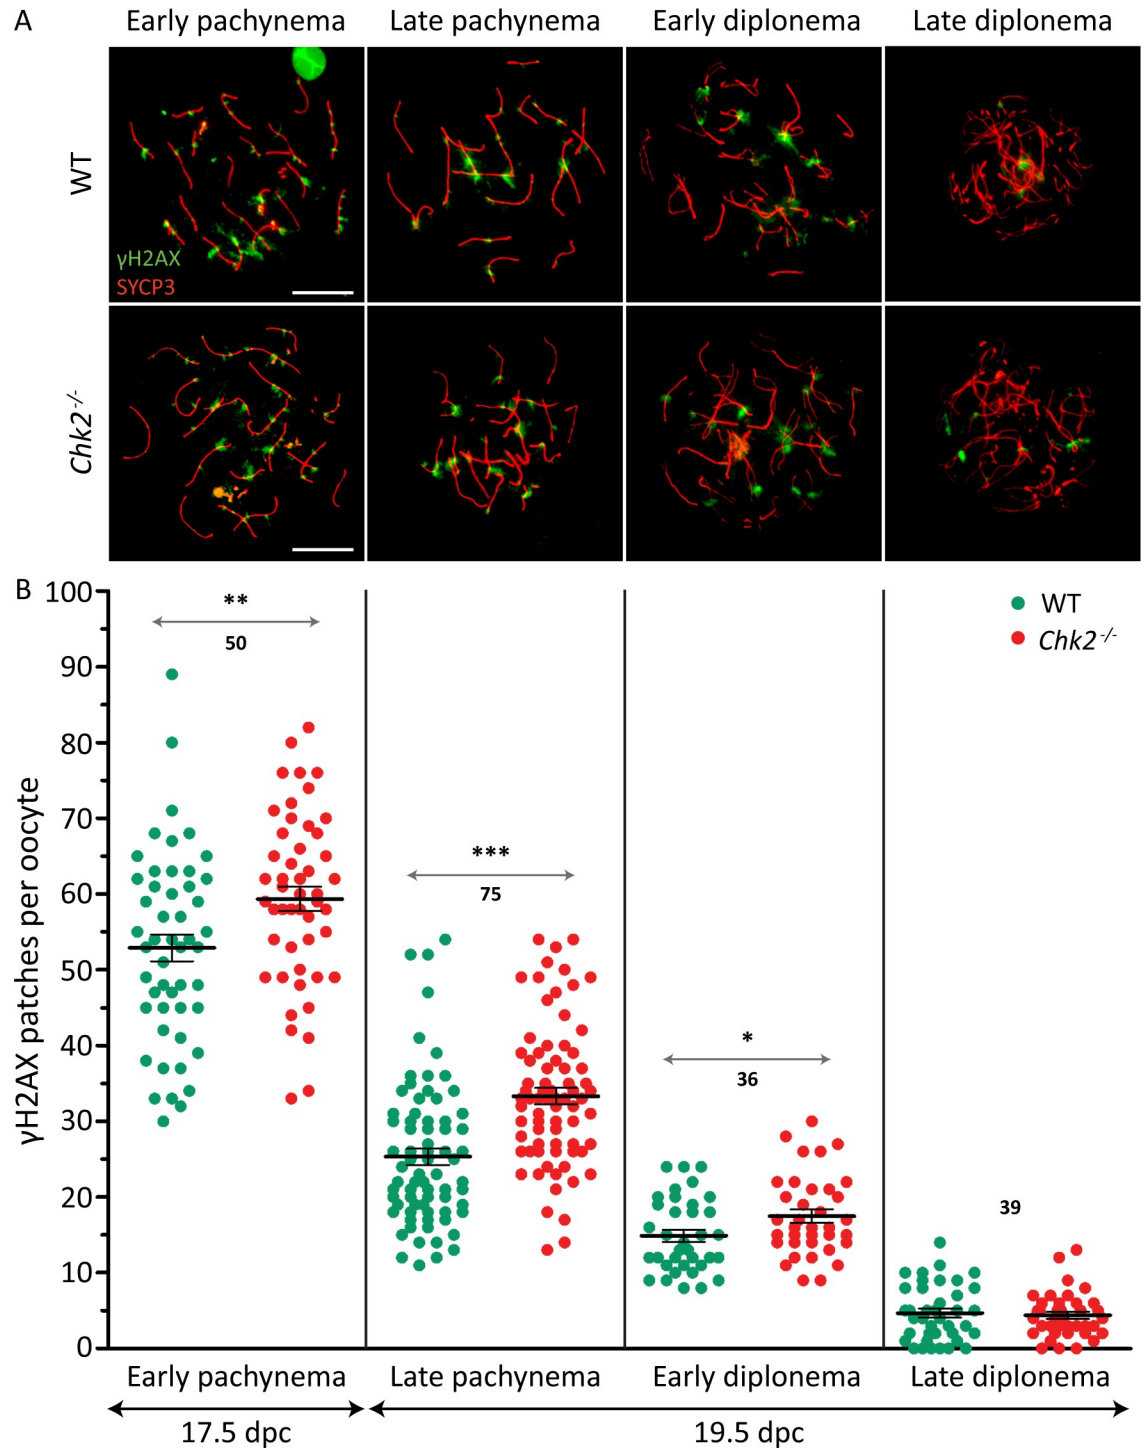 A
Early pachynema Late pachynema Early diplonema Late diplonema
WT
γH2AX
SYCP3
Chk2-/-
B
γH2AX patches per oocyte
100
90
80
70
60
50
40
30
20
10
0
**
50
***
75
*
36
39
WT
Chk2-/-
Early pachynema Late pachynema Early diplonema Late diplonema
17.5 dpc 19.5 dpc